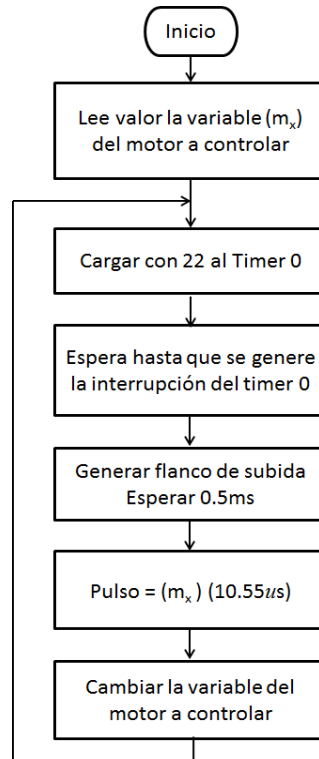 Inicio
Lee valor la variable (mₓ)
del motor a controlar
Cargar con 22 al Timer 0
Espera hasta que se genere
la interrupción del timer 0
Generar flanco de subida
Esperar 0.5ms
Pulso = (mₓ) (10.55us)
Cambiar la variable del
motor a controlar